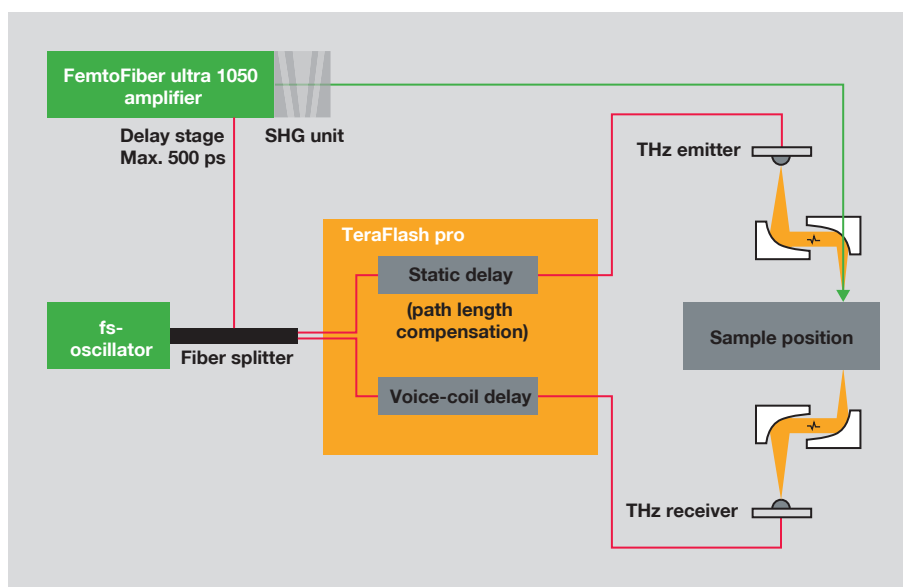 FemtoFiber ultra 1050
amplifier
Delay stage
Max. 500 ps
SHG unit
THz emitter
TeraFlash pro
Static delay
(path length
compensation)
fs-
oscillator
Fiber splitter
Sample position
Voice-coil delay
THz receiver